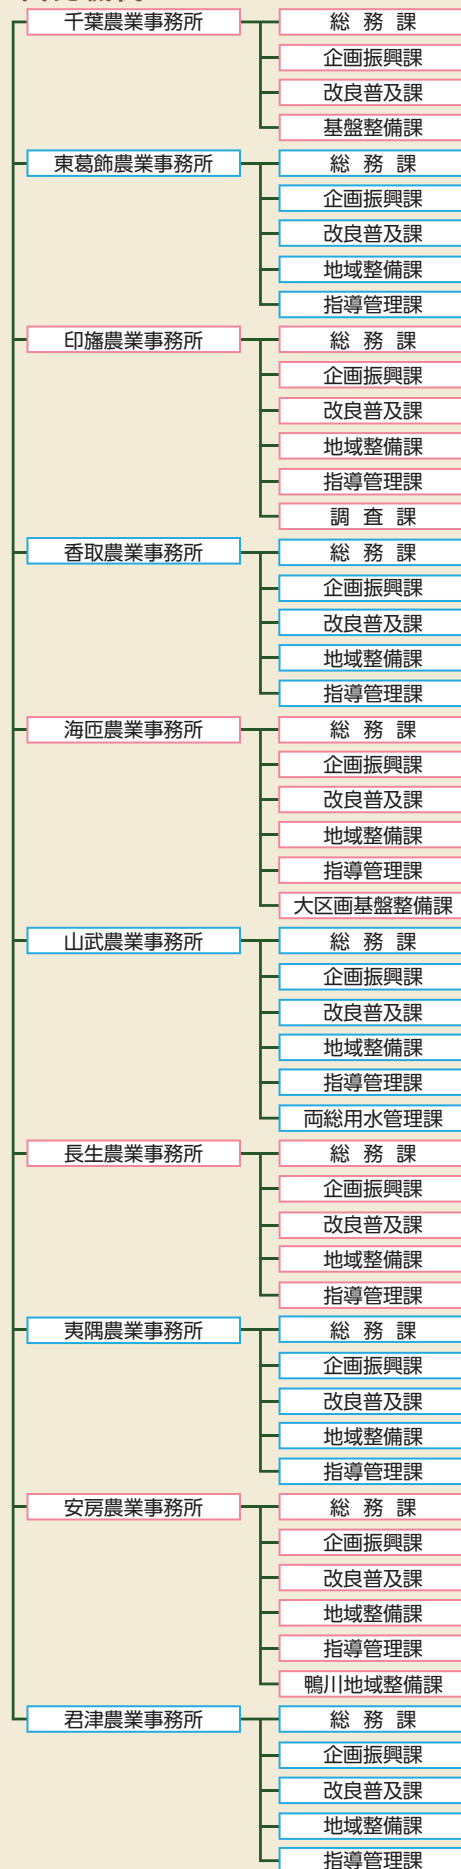 千葉農業事務所
総務課
企画振興課
改良普及課
基盤整備課
東葛飾農業事務所
総務課
企画振興課
改良普及課
地域整備課
指導管理課
印旛農業事務所
総務課
企画振興課
改良普及課
地域整備課
指導管理課
調査課
香取農業事務所
総務課
企画振興課
改良普及課
地域整備課
指導管理課
海匝農業事務所
総務課
企画振興課
改良普及課
地域整備課
指導管理課
大区画基盤整備課
山武農業事務所
総務課
企画振興課
改良普及課
地域整備課
指導管理課
両総用水管理課
長生農業事務所
総務課
企画振興課
改良普及課
地域整備課
指導管理課
夷隅農業事務所
総務課
企画振興課
改良普及課
地域整備課
指導管理課
安房農業事務所
総務課
企画振興課
改良普及課
地域整備課
指導管理課
鴨川地域整備課
君津農業事務所
総務課
企画振興課
改良普及課
地域整備課
指導管理課